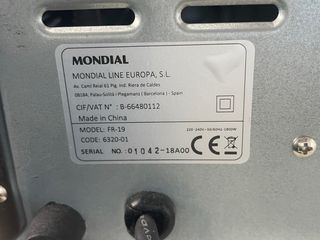 MONDIAL
MONDIAL LINE EUROPA, S.L.
Av. Camí Reial 61 Plg. Ind. Riera de Caldes
08184, Palau-Solità i Plegamans ( Barcelona ) - Spain
CIF/VAT N° : B-66480112
Made in China
MODEL: FR-19
CODE: 6320-01
220 -240V~ 50/60Hz 1800W
SERIAL NO.: 01042-18A00